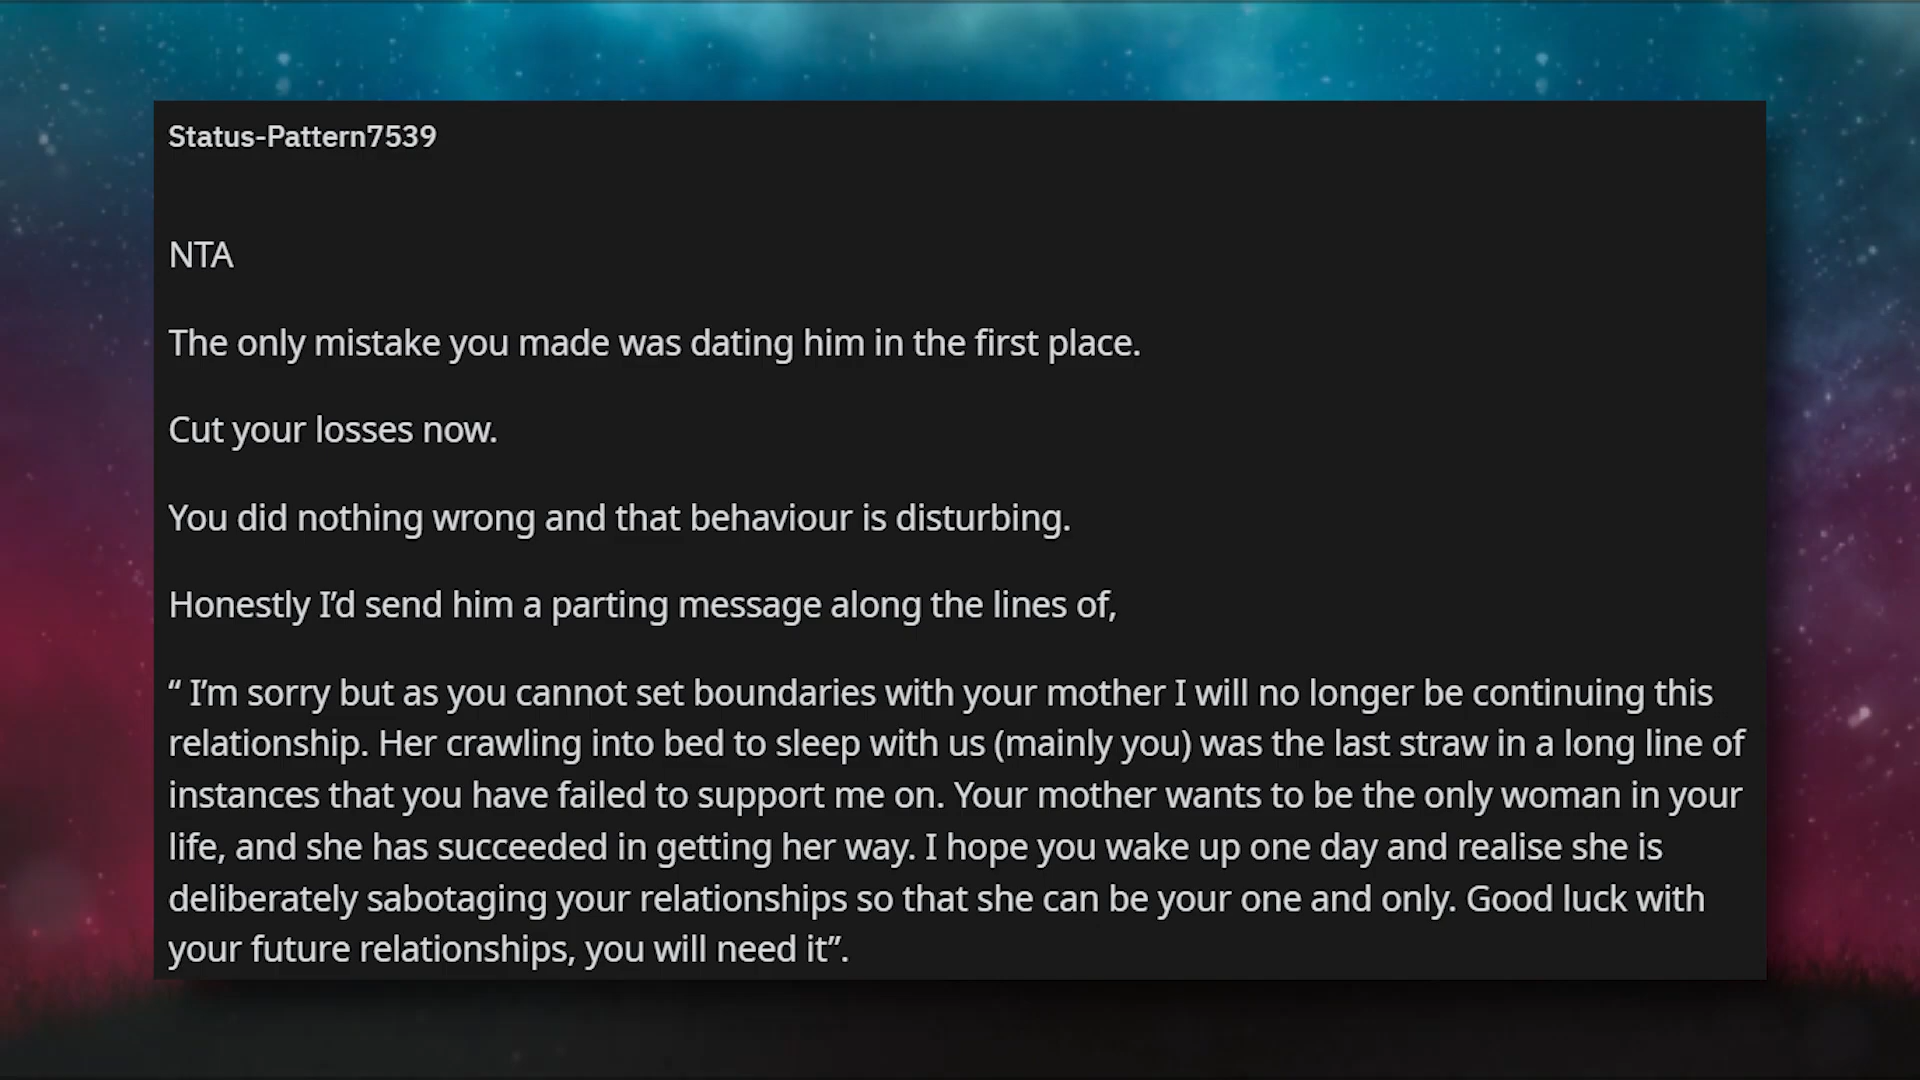 Status-Pattern7539
NTA
The only mistake you made was dating him in the first place.
Cut your losses now.
You did nothing wrong and that behaviour is disturbing.
Honestly I’d send him a parting message along the lines of,
“ I’m sorry but as you cannot set boundaries with your mother I will no longer be continuing this
relationship. Her crawling into bed to sleep with us (mainly you) was the last straw in a long line of
instances that you have failed to support me on. Your mother wants to be the only woman in your
life, and she has succeeded in getting her way. I hope you wake up one day and realise she is
deliberately sabotaging your relationships so that she can be your one and only. Good luck with
your future relationships, you will need it”.